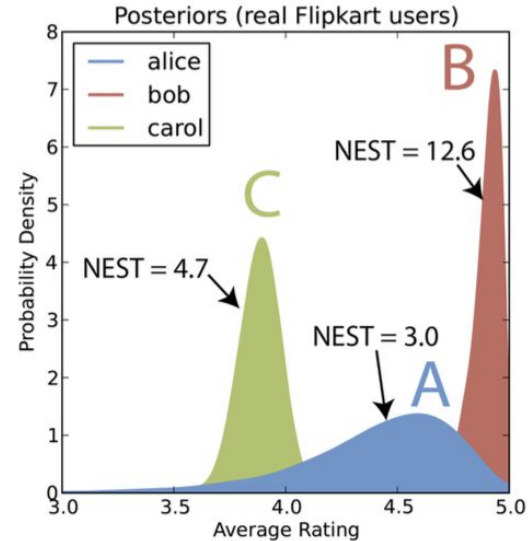 Posteriors (real Flipkart users)
8
7
6
5
4
3
2
1
0
Probability Density
alice
bob
carol
B
NEST = 12.6
C
NEST = 4.7
NEST = 3.0
A
3.0 3.5 4.0 4.5 5.0
Average Rating